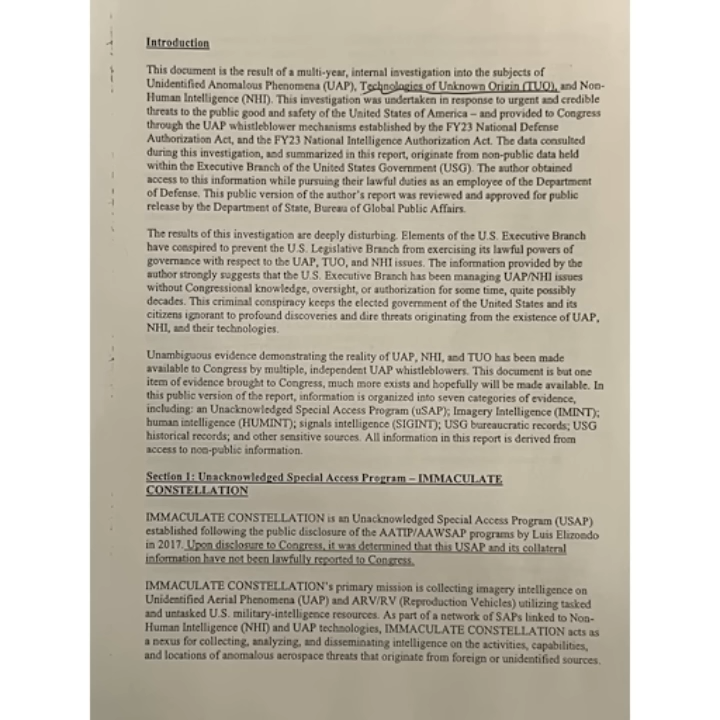 Introduction
This document is the result of a multi-year, internal investigation into the subjects of
Unidentified Anomalous Phenomena (UAP), Technologies of Unknown Origin (TUO), and Non-
Human Intelligence (NHI). This investigation was undertaken in response to urgent and credible
threats to the public good and safety of the United States of America – and provided to Congress
through the UAP whistleblower mechanisms established by the FY23 National Defense
Authorization Act, and the FY23 National Intelligence Authorization Act. The data consulted
during this investigation, and summarized in this report, originate from non-public data held
within the Executive Branch of the United States Government (USG). The author obtained
access to this information while pursuing their lawful duties as an employee of the Department
of Defense. This public version of the author's report was reviewed and approved for public
release by the Department of State, Bureau of Global Public Affairs.
The results of this investigation are deeply disturbing. Elements of the U.S. Executive Branch
have conspired to prevent the U.S. Legislative Branch from exercising its lawful powers of
governance with respect to the UAP, TUO, and NHI issues. The information provided by the
author strongly suggests that the U.S. Executive Branch has been managing UAP/NHI issues
without Congressional knowledge, oversight, or authorization for some time, quite possibly
decades. This criminal conspiracy keeps the elected government of the United States and its
citizens ignorant to profound discoveries and dire threats originating from the existence of UAP,
NHI, and their technologies.
Unambiguous evidence demonstrating the reality of UAP, NHI, and TUO has been made
available to Congress by multiple, independent UAP whistleblowers. This document is but one
item of evidence brought to Congress, much more exists and hopefully will be made available. In
this public version of the report, information is organized into seven categories of evidence,
including: an Unacknowledged Special Access Program (uSAP); Imagery Intelligence (IMINT);
human intelligence (HUMINT); signals intelligence (SIGINT); USG bureaucratic records; USG
historical records; and other sensitive sources. All information in this report is derived from
access to non-public information.
Section 1: Unacknowledged Special Access Program – IMMACULATE
CONSTELLATION
IMMACULATE CONSTELLATION is an Unacknowledged Special Access Program (USAP)
established following the public disclosure of the AATIP/AAWSAP programs by Luis Elizondo
in 2017. Upon disclosure to Congress, it was determined that this USAP and its collateral
information have not been lawfully reported to Congress.
IMMACULATE CONSTELLATION's primary mission is collecting imagery intelligence on
Unidentified Aerial Phenomena (UAP) and ARV/RV (Reproduction Vehicles) utilizing tasked
and untasked U.S. military-intelligence resources. As part of a network of SAPs linked to Non-
Human Intelligence (NHI) and UAP technologies, IMMACULATE CONSTELLATION acts as
a nexus for collecting, analyzing, and disseminating intelligence on the activities, capabilities,
and locations of anomalous aerospace threats that originate from foreign or unidentified sources.